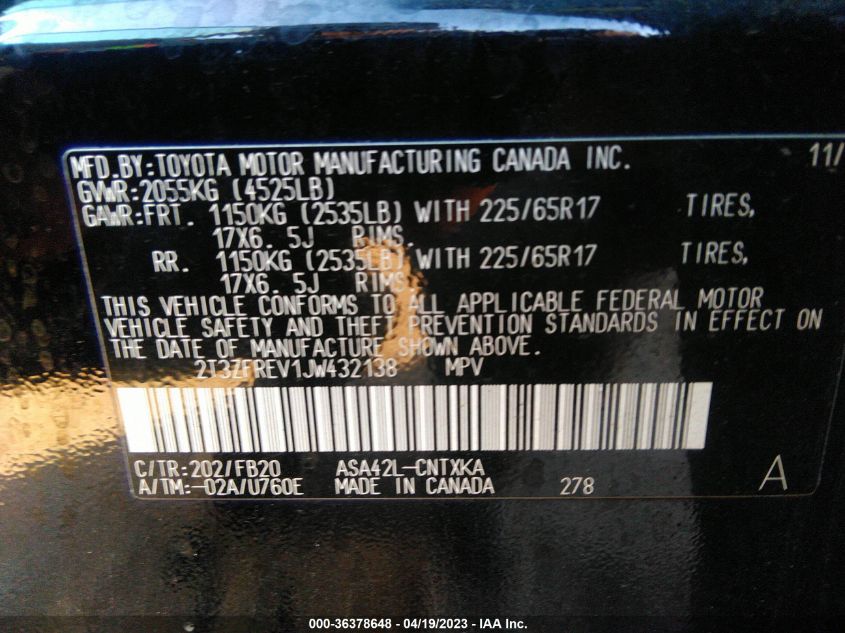 MFD.BY:TOYOTA MOTOR MANUFACTURING CANADA INC. 11/
GVWR:2055KG (4525LB)
GAWR:FRT. 1150KG (2535LB) WITH 225/65R17 TIRES,
17X6. 5J RIMS.
RR. 1150KG (2535LB) WITH 225/65R17 TIRES,
17X6. 5J RIMS.
THIS VEHICLE CONFORMS TO ALL APPLICABLE FEDERAL MOTOR
VEHICLE SAFETY AND THEFT PREVENTION STANDARDS IN EFFECT ON
THE DATE OF MANUFACTURE SHOWN ABOVE.
2T3ZFREV1JW432138 MPV
C/TR:202/FB20 ASA42L-CNTXKA
A/TM:-02A/U760E MADE IN CANADA 278 A
000-36378648 - 04/19/2023 - IAA Inc.